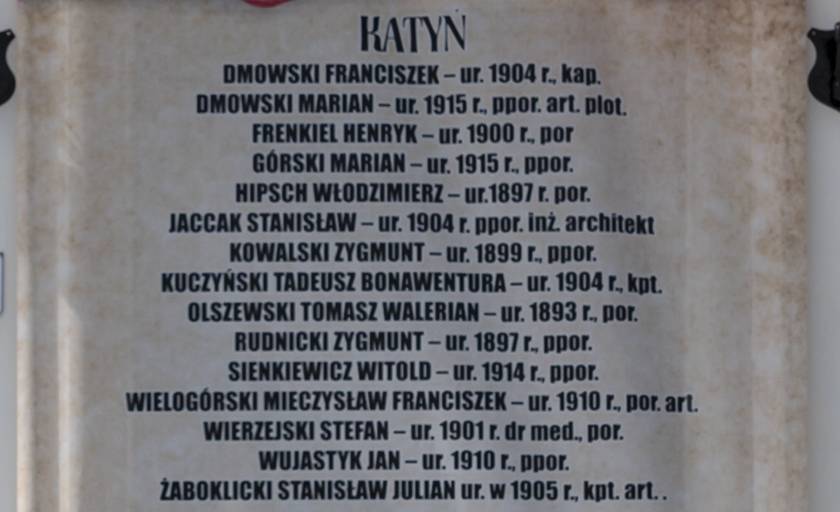 KATYŃ
DMOWSKI FRANCISZEK – ur. 1904 r., kap.
DMOWSKI MARIAN – ur. 1915 r., ppor. art. plot.
FRENKIEL HENRYK – ur. 1900 r., por
GÓRSKI MARIAN – ur. 1915 r., ppor.
HIPSCH WŁODZIMIERZ – ur.1897 r. por.
JACCAK STANISŁAW – ur. 1904 r. ppor. inż. architekt
KOWALSKI ZYGMUNT – ur. 1899 r., ppor.
KUCZYŃSKI TADEUSZ BONAWENTURA – ur. 1904 r., kpt.
OLSZEWSKI TOMASZ WALERIAN – ur. 1893 r., por.
RUDNICKI ZYGMUNT – ur. 1897 r., ppor.
SIENKIEWICZ WITOLD – ur. 1914 r., ppor.
WIELOGÓRSKI MIECZYSŁAW FRANCISZEK – ur. 1910 r., por. art.
WIERZEJSKI STEFAN – ur. 1901 r. dr med., por.
WUJASTYK JAN – ur. 1910 r., ppor.
ŻABOKLICKI STANISŁAW JULIAN ur. w 1905 r., kpt. art. .